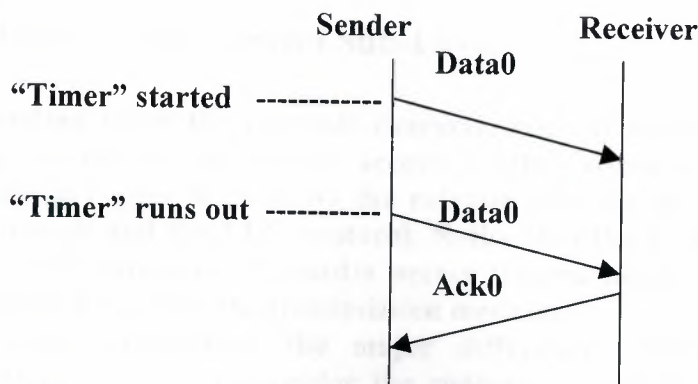 Sender
Receiver
Data0
“Timer” started
“Timer” runs out
Data0
Ack0